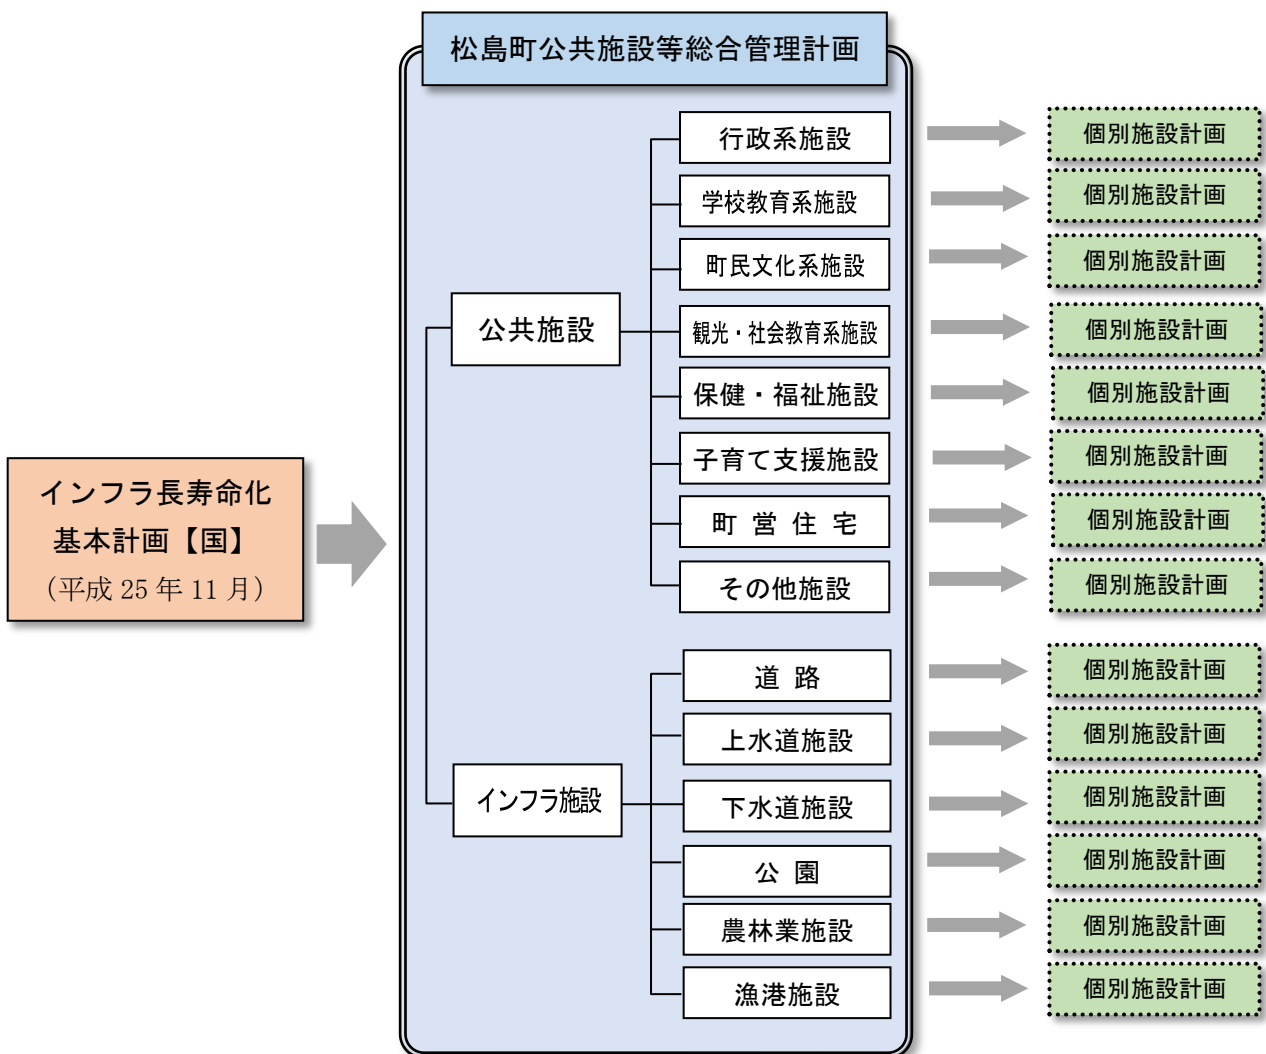 松島町公共施設等総合管理計画
インフラ長寿命化
基本計画【国】
（平成 25 年 11 月）
公共施設
行政系施設
個別施設計画
学校教育系施設
個別施設計画
町民文化系施設
個別施設計画
観光・社会教育系施設
個別施設計画
保健・福祉施設
個別施設計画
子育て支援施設
個別施設計画
町 営 住 宅
個別施設計画
その他施設
個別施設計画
インフラ施設
道 路
個別施設計画
上水道施設
個別施設計画
下水道施設
個別施設計画
公 園
個別施設計画
農林業施設
個別施設計画
漁港施設
個別施設計画